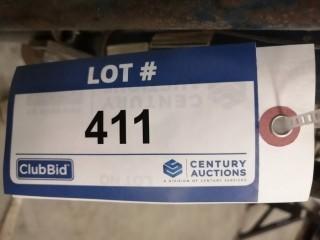 LOT #
411
ClubBid
CENTURY
AUCTIONS
A DIVISION OF CENTURY SERVICES